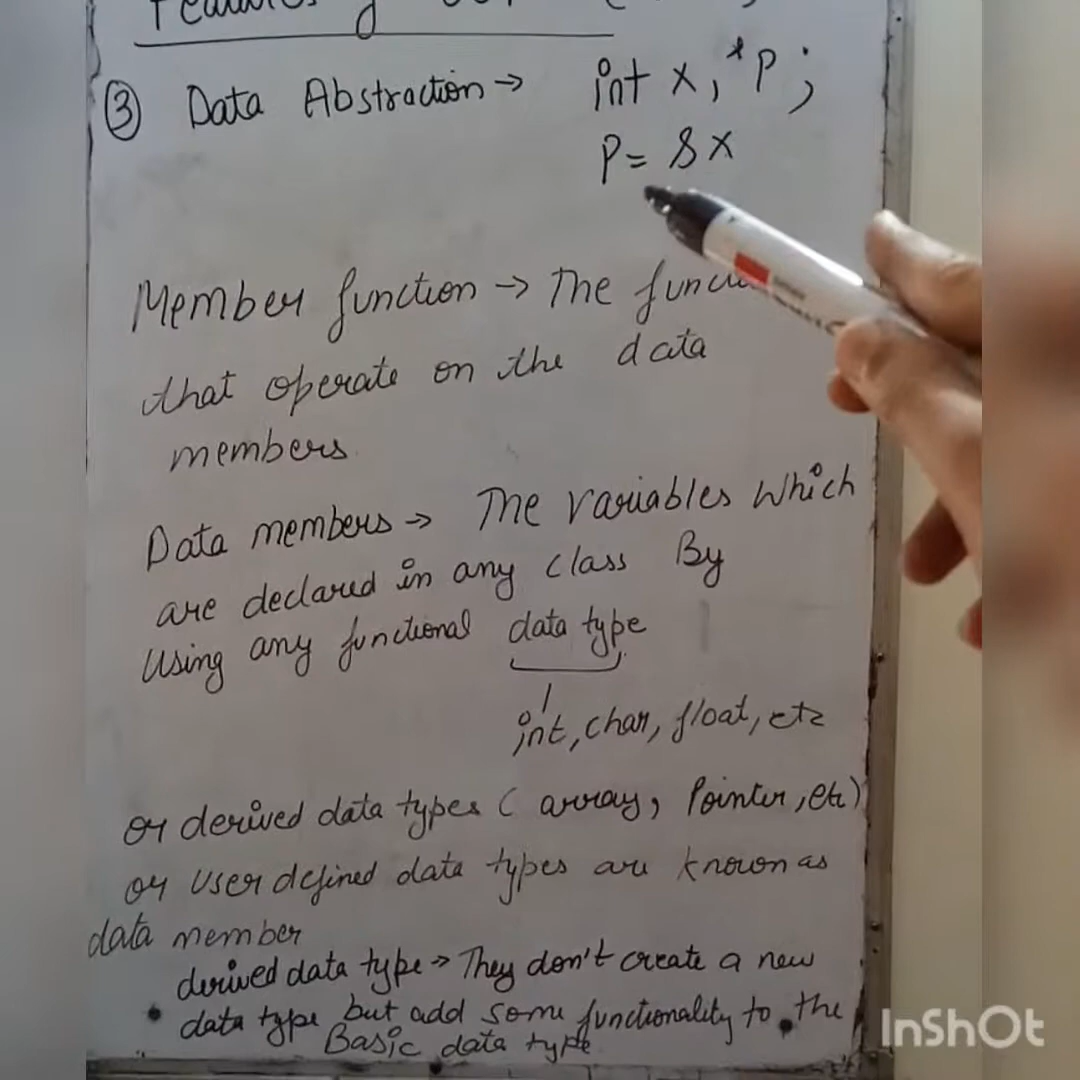 ③ Data Abstraction → int x, *p;
P = &x
Member function → The
that operate on the data
members
Data members → The variables which
are declared in any class By
using any functional data type
int, char, float, etc
or derived data types ( array, Pointer, etc)
or user defined data types are known as
data member
derived data type → They don't create a new
data type but add some functionality to the
Basic data type
InShOt